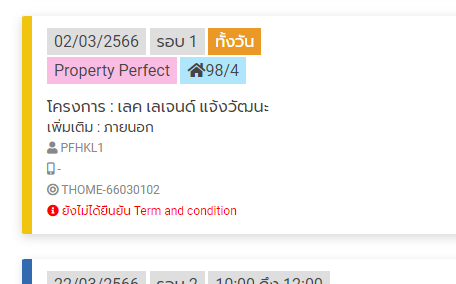 02/03/2566 รอบ 1 ทั้งวัน
Property Perfect 98/4
โครงการ : เลค เลเจนด์ แจ้งวัฒนะ
เพิ่มเติม : ภายนอก
PFHKL1
-
THOME-66030102
ยังไม่ได้ยืนยัน Term and condition
22/03/2566 รอบ 2 10:00 ถึง 12:00